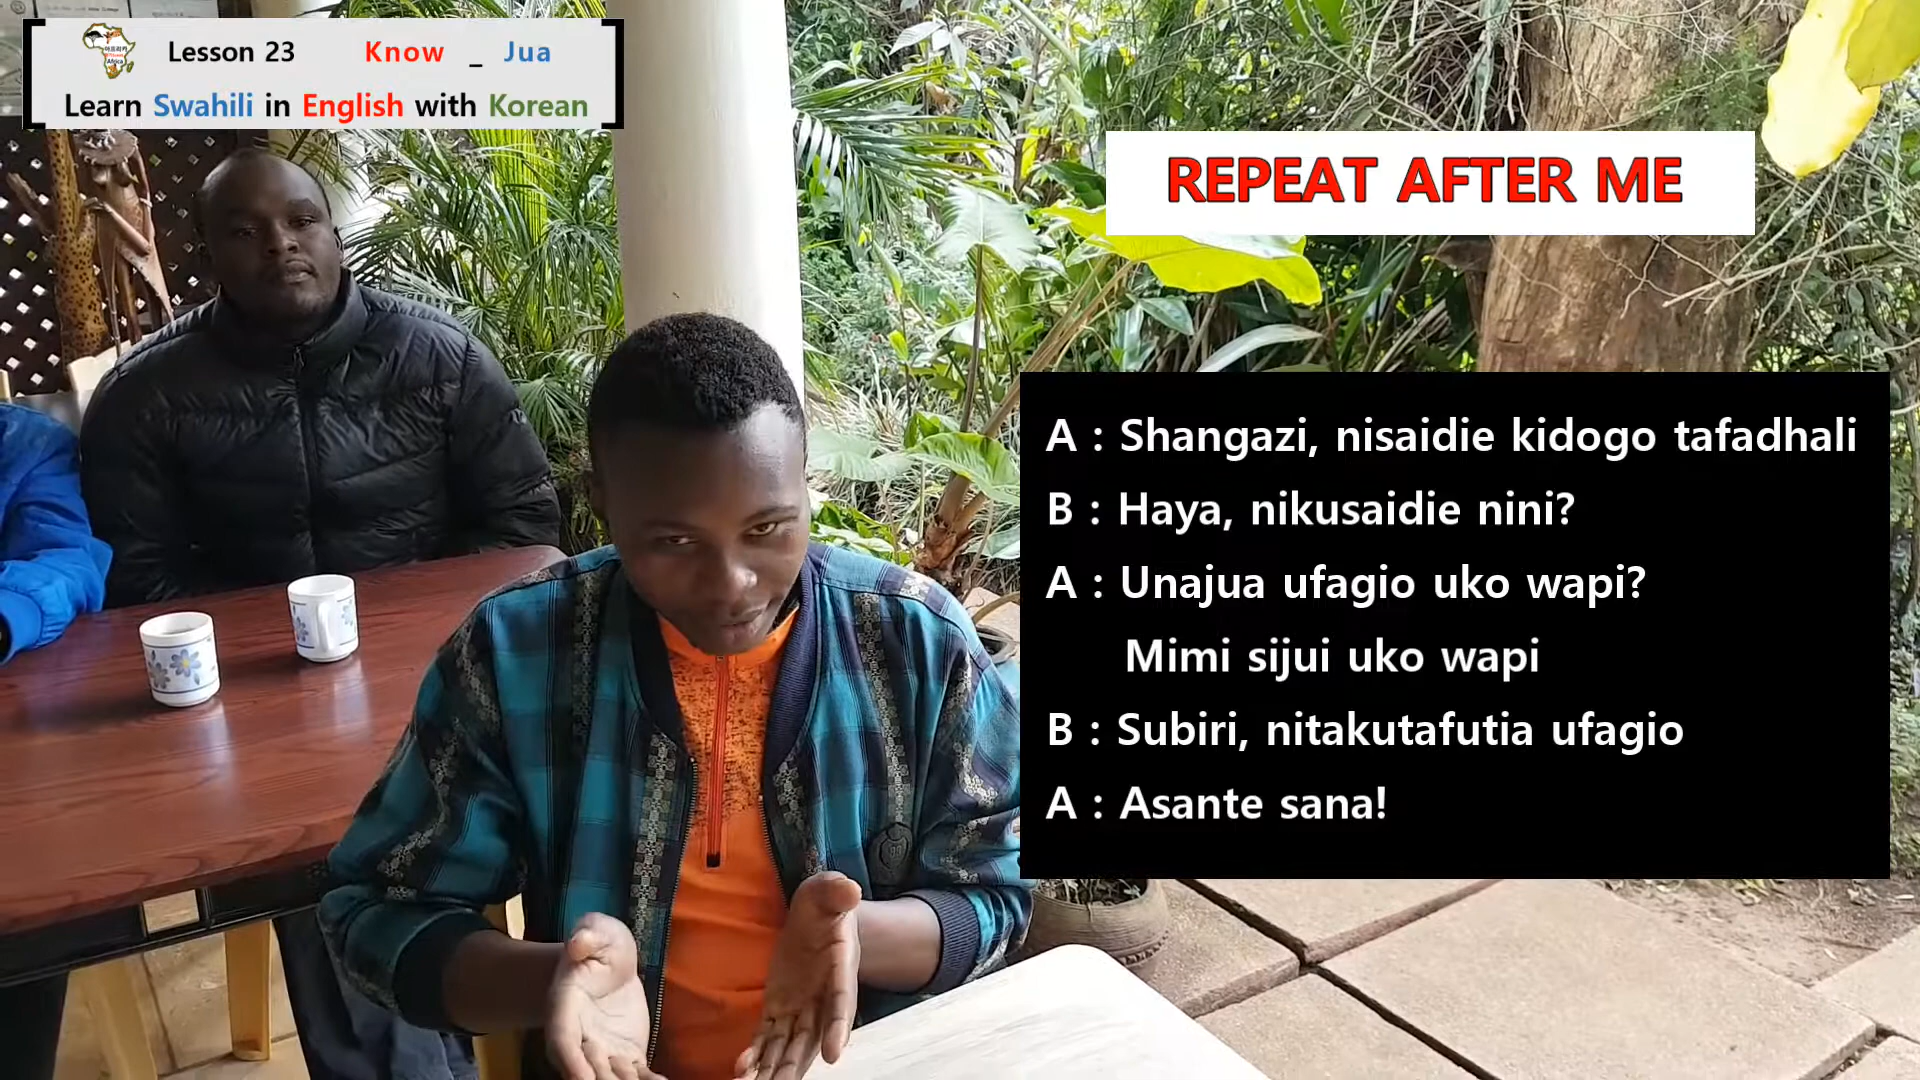 Lesson 23 Know _ Jua
Learn Swahili in English with Korean
REPEAT AFTER ME
A : Shangazi, nisaidie kidogo tafadhali
B : Haya, nikusaidie nini?
A : Unajua ufagio uko wapi?
Mimi sijui uko wapi
B : Subiri, nitakutafutia ufagio
A : Asante sana!